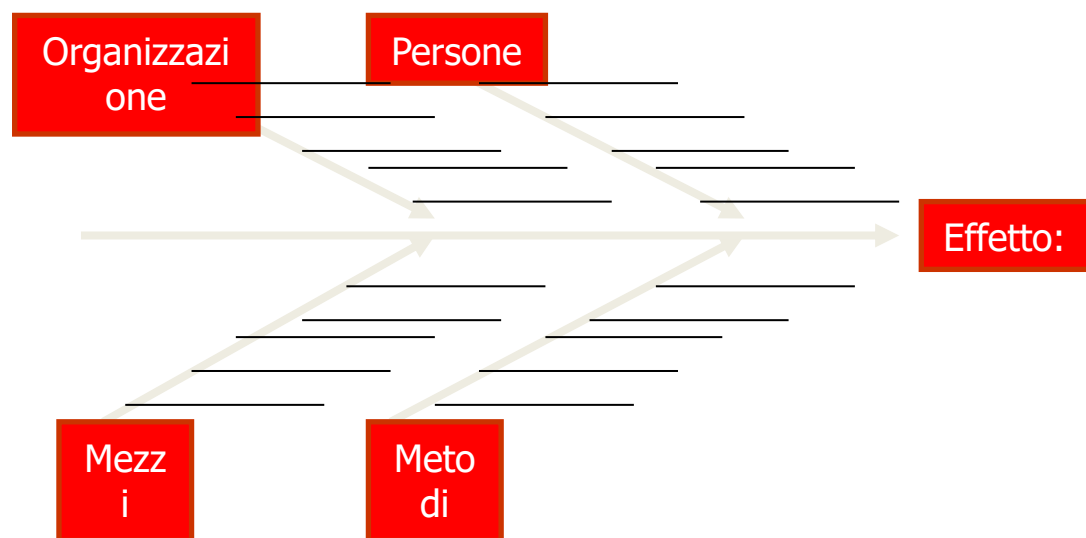 Organizzazi
one
Persone
Effetto:
Mezz
i
Meto
di